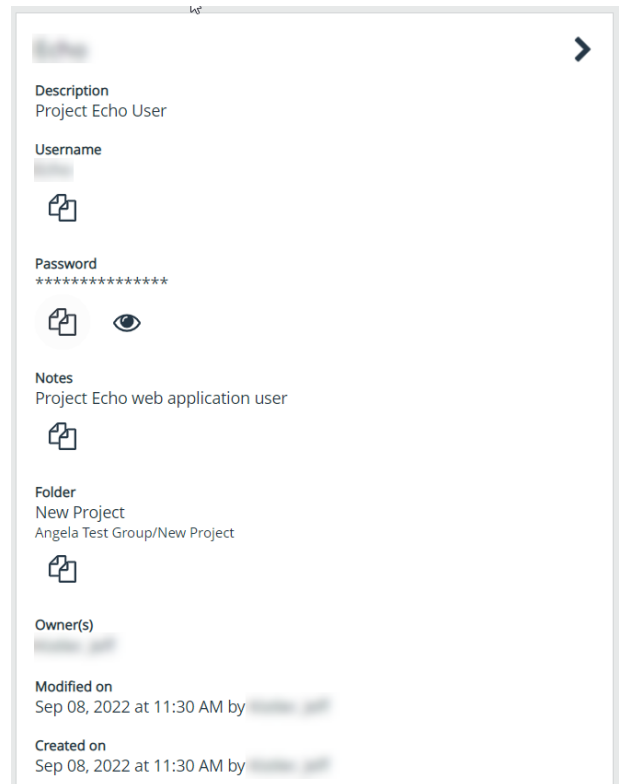 Description
Project Echo User
Username
Password
***************
Notes
Project Echo web application user
Folder
New Project
Angela Test Group/New Project
Owner(s)
Modified on
Sep 08, 2022 at 11:30 AM by
Created on
Sep 08, 2022 at 11:30 AM by